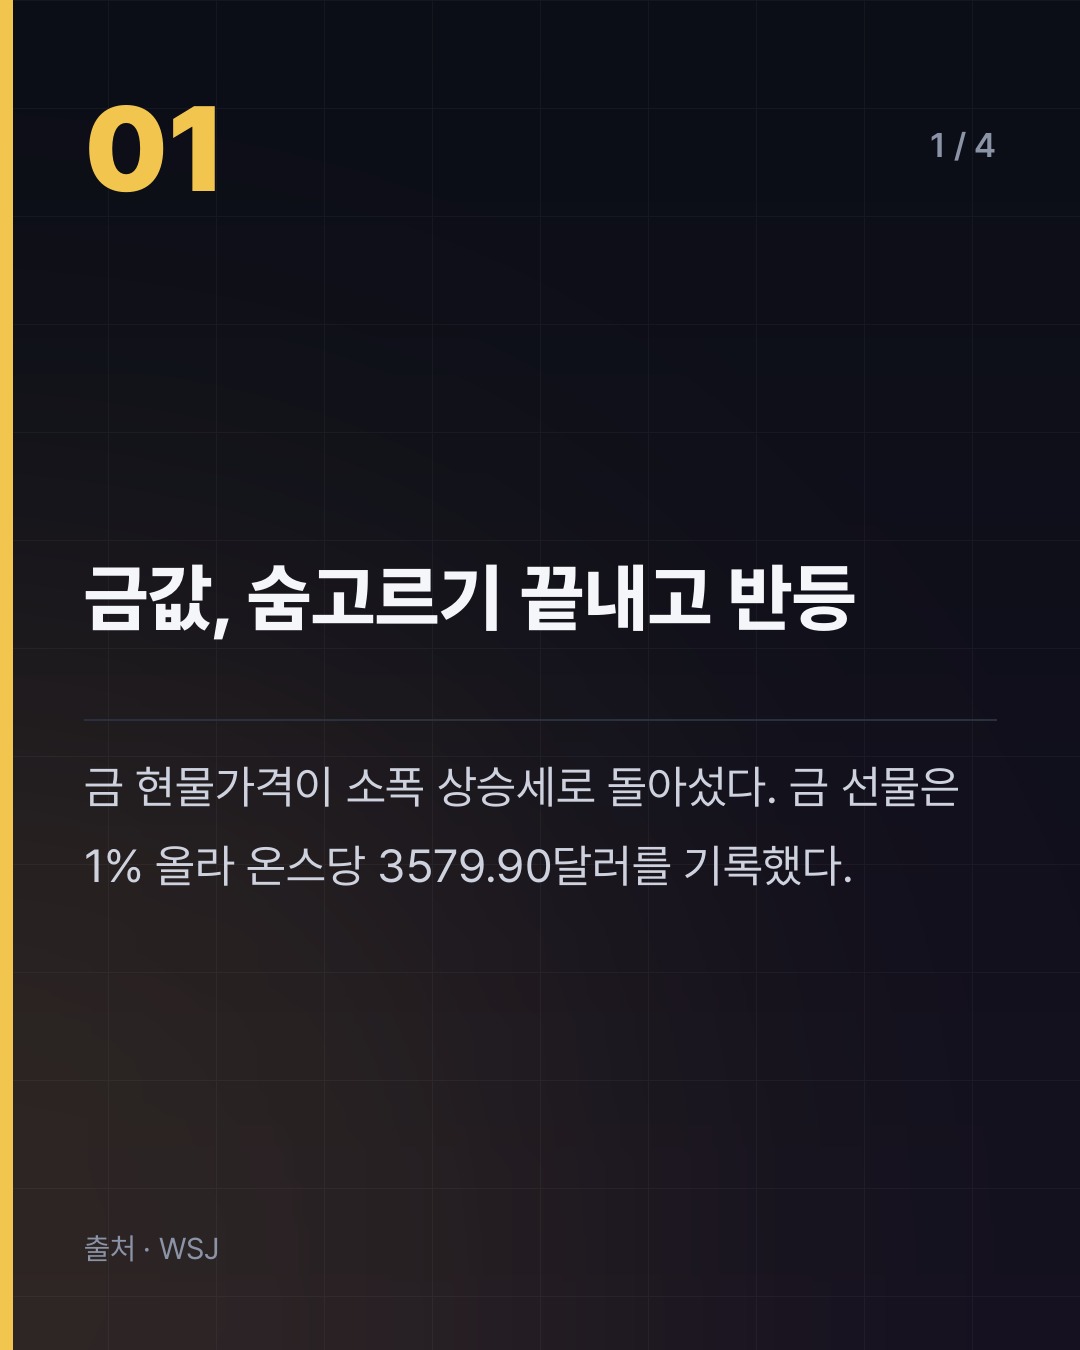 01
1 / 4
금값, 숨고르기 끝내고 반등
금 현물가격이 소폭 상승세로 돌아섰다. 금 선물은
1% 올라 온스당 3579.90달러를 기록했다.
출처 · WSJ